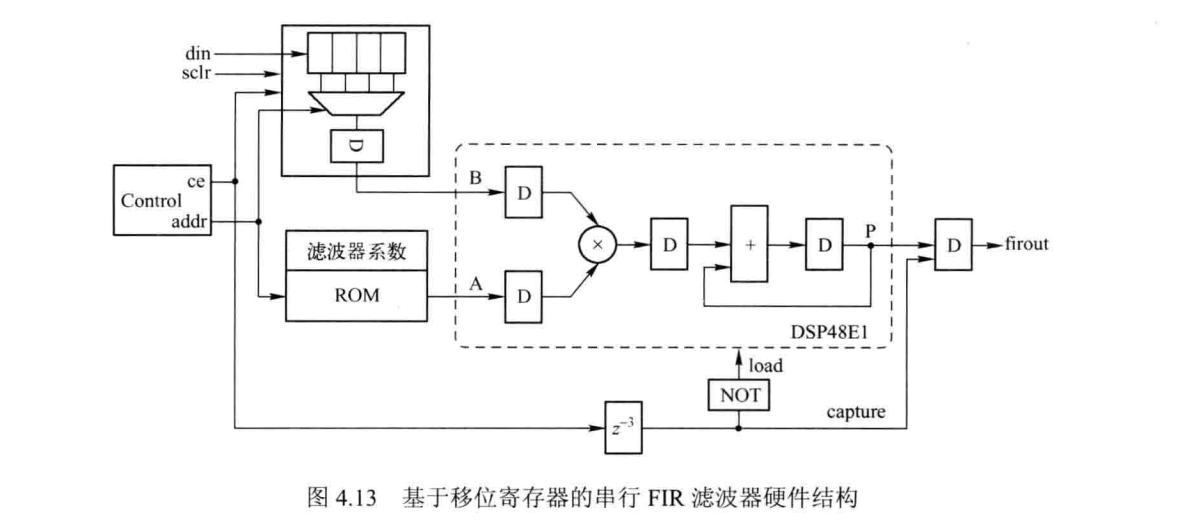 din
sclr
D
Control
ce
addr
滤波器系数
ROM
B
A
D
D
×
D
+
D
P
D
firout
DSP48E1
load
NOT
z⁻³
capture
图 4.13 基于移位寄存器的串行 FIR 滤波器硬件结构